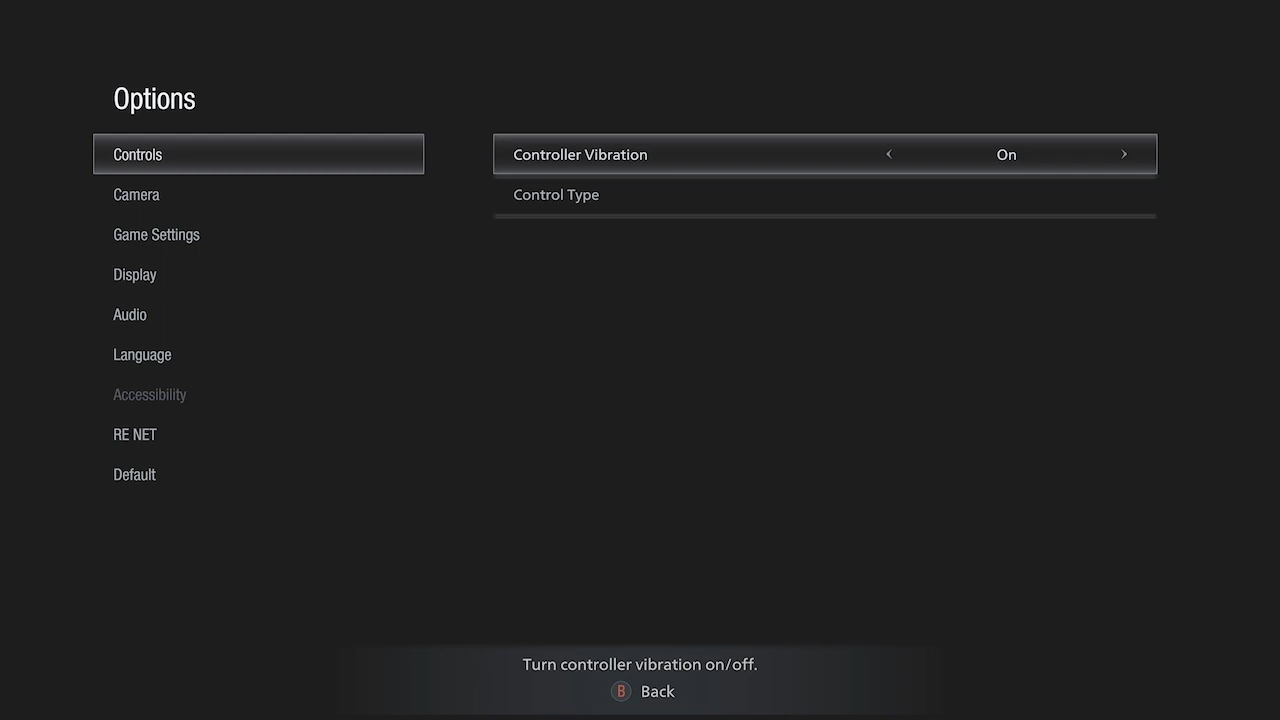 Options
Controls
Camera
Game Settings
Display
Audio
Language
Accessibility
RE NET
Default
Controller Vibration < On >
Control Type
Turn controller vibration on/off.
B Back